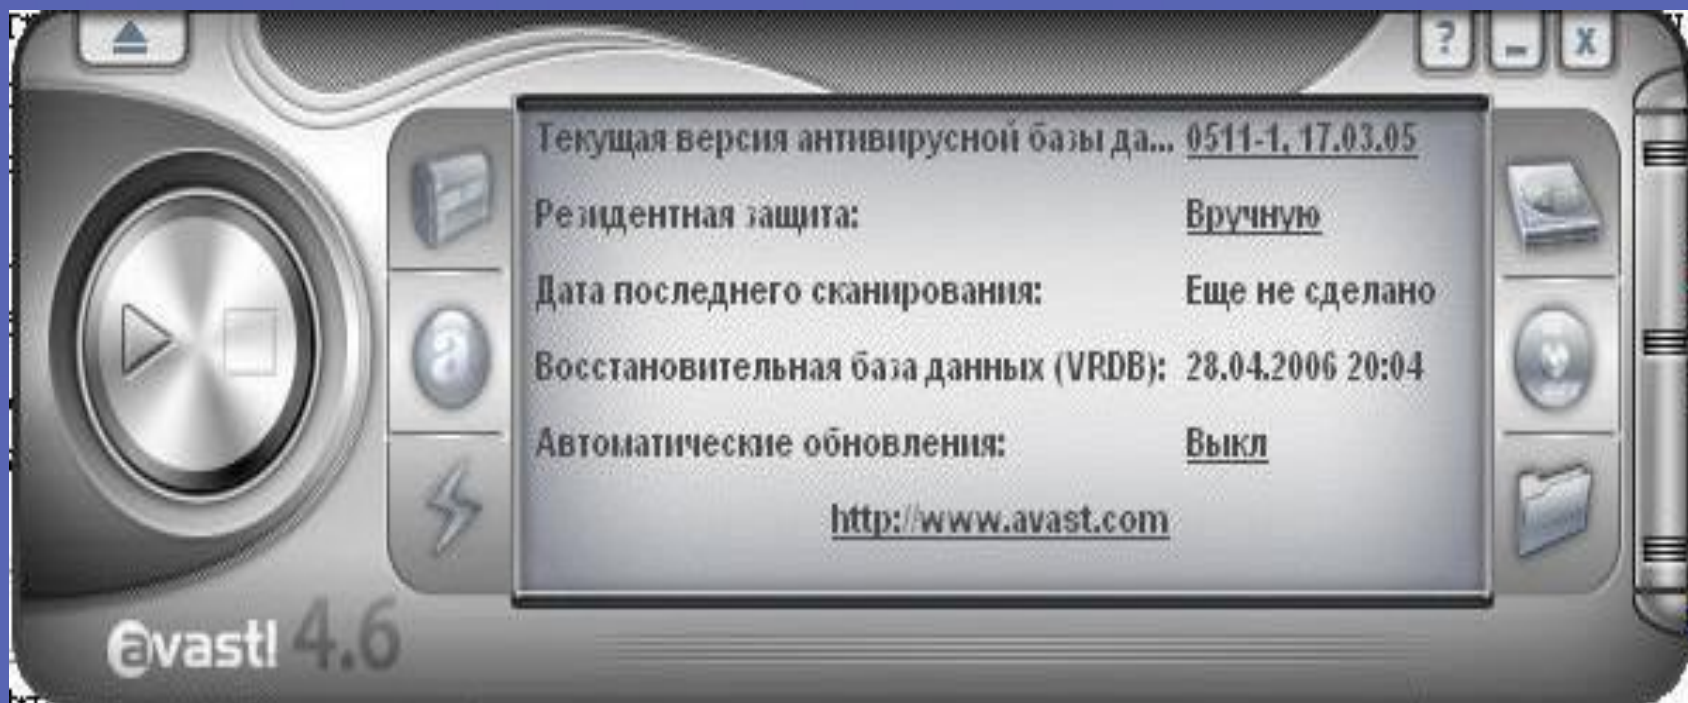 ?
x
Текущая версия антивирусной базы да... 0511-1, 17.03.05
Резидентная защита: Вручную
Дата последнего сканирования: Еще не сделано
Восстановительная база данных (VRDB): 28.04.2006 20:04
Автоматические обновления: Выкл
http://www.avast.com
a
avast! 4.6